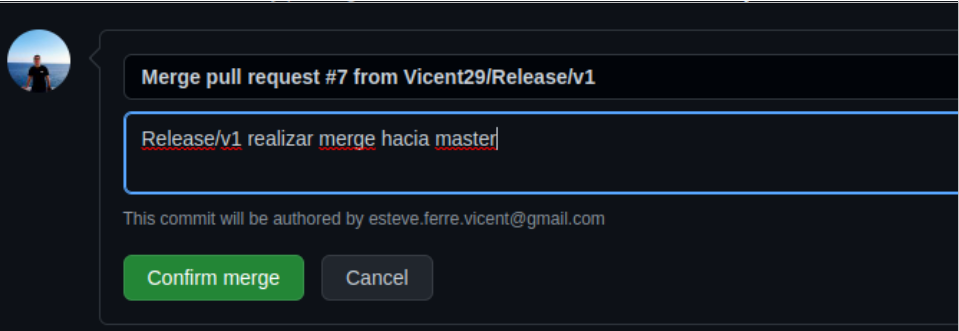 Merge pull request #7 from Vicent29/Release/v1
Release/v1 realizar merge hacia master
This commit will be authored by esteve.ferre.vicent@gmail.com
Confirm merge
Cancel